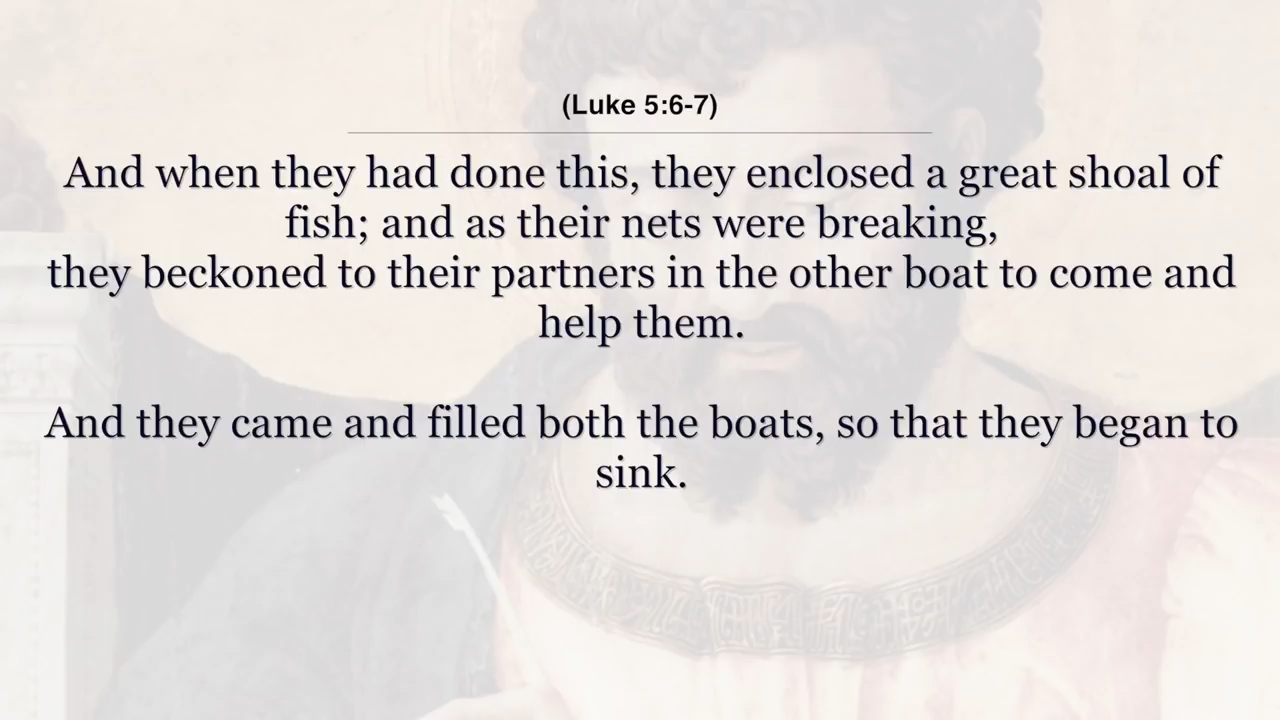 (Luke 5:6-7)
And when they had done this, they enclosed a great shoal of
fish; and as their nets were breaking,
they beckoned to their partners in the other boat to come and
help them.
And they came and filled both the boats, so that they began to
sink.